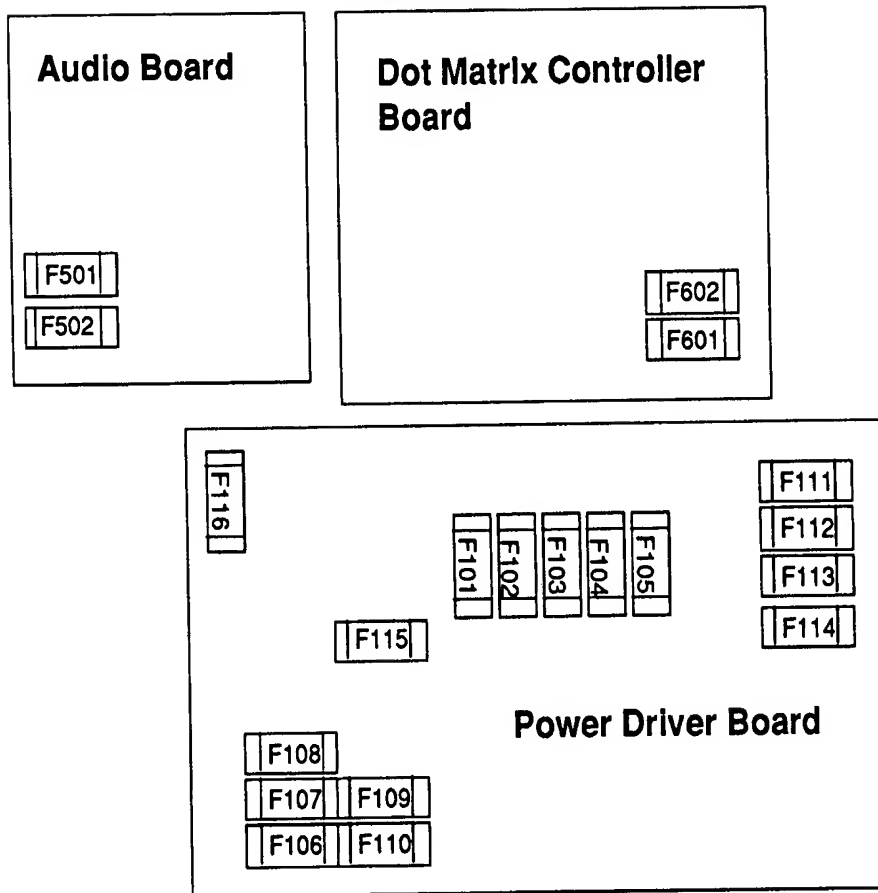 Audio Board
Dot Matrix Controller
Board
F501
F502
F602
F601
F116
F101
F102
F103
F104
F105
F111
F112
F113
F114
F115
Power Driver Board
F108
F107
F109
F106
F110